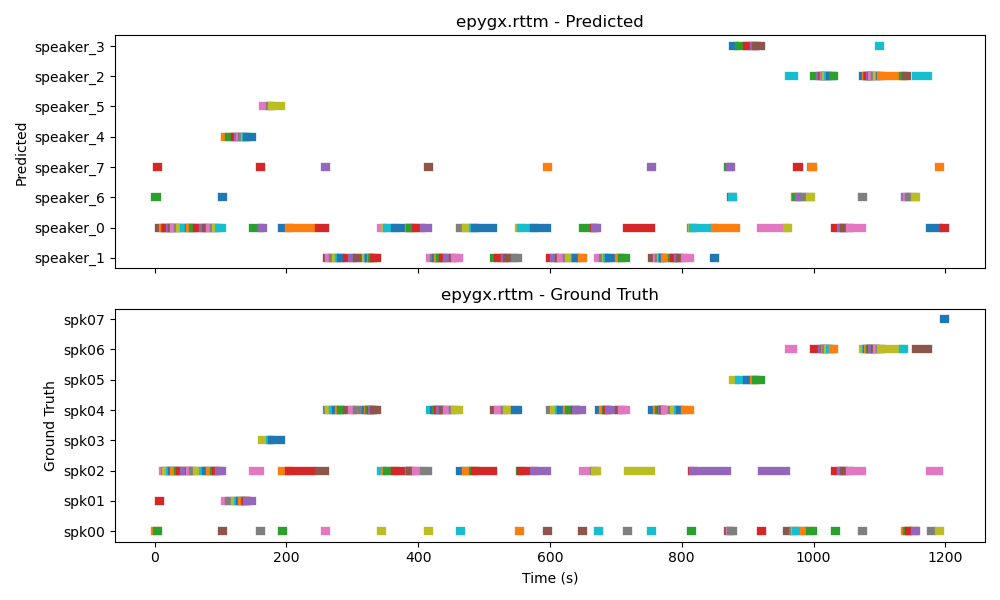 epygx.rttm - Predicted
speaker_3
speaker_2
speaker_5
speaker_4
speaker_7
speaker_6
speaker_0
speaker_1
Predicted
epygx.rttm - Ground Truth
spk07
spk06
spk05
spk04
spk03
spk02
spk01
spk00
Ground Truth
0 200 400 600 800 1000 1200
Time (s)